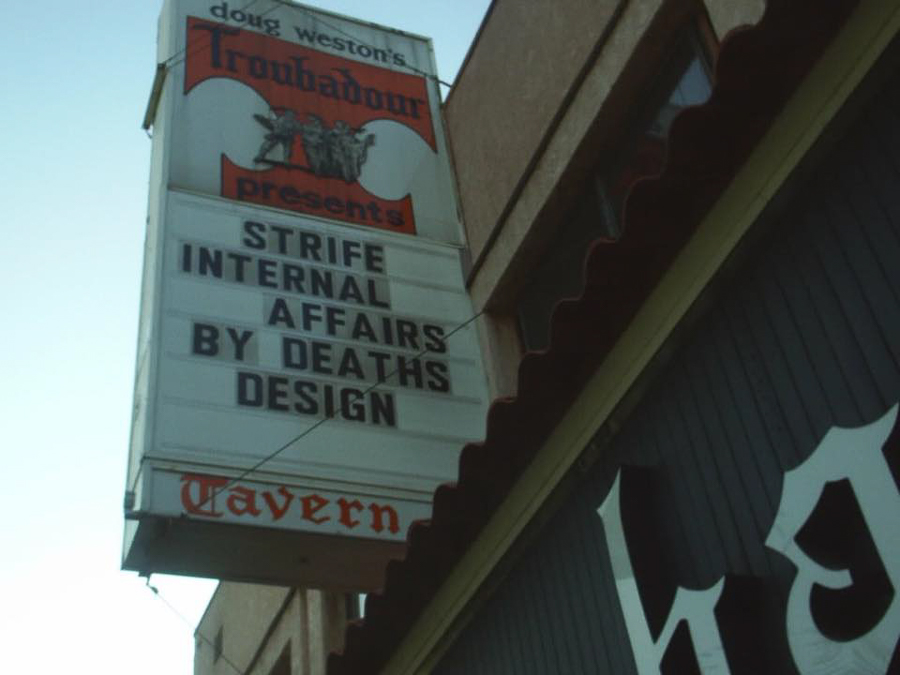 doug weston's
Troubadour
presents
STRIFE
INTERNAL
AFFAIRS
BY DEATHS
DESIGN
Tavern